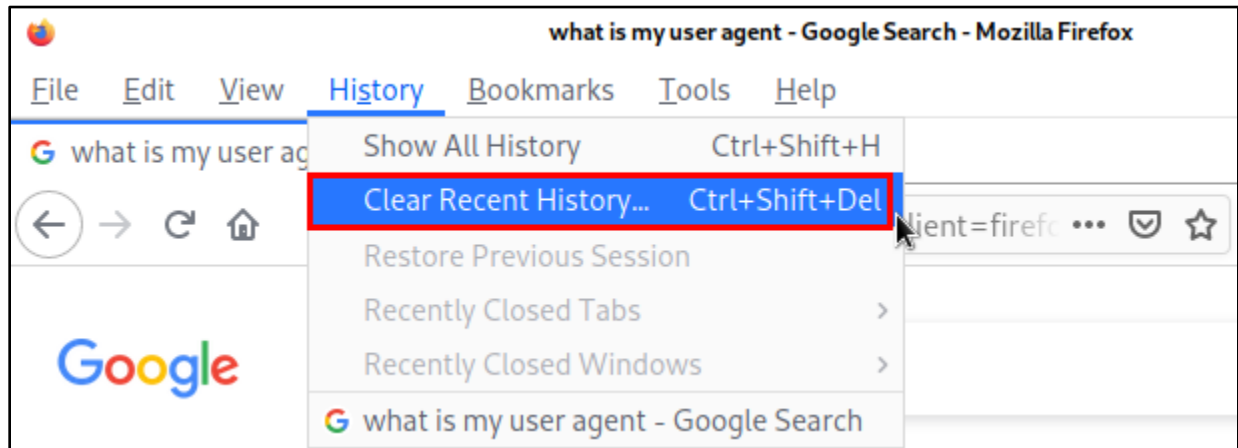 what is my user agent - Google Search - Mozilla Firefox
File Edit View History Bookmarks Tools Help
what is my user ag
Show All History Ctrl+Shift+H
Clear Recent History... Ctrl+Shift+Del
lient=firefo
Restore Previous Session
Recently Closed Tabs
Recently Closed Windows
Google
what is my user agent - Google Search